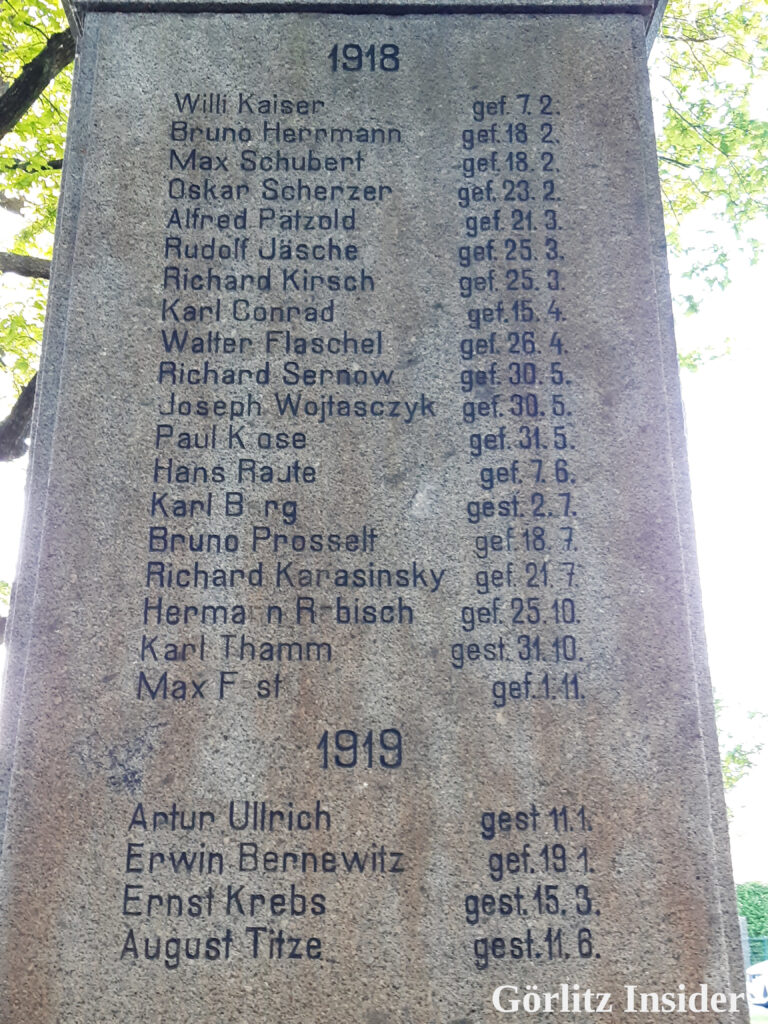 1918
Willi Kaiser gef. 7. 2.
Bruno Herrmann gef. 18 2.
Max Schubert gef. 18. 2.
Oskar Scherzer gef. 23. 2.
Alfred Pätzold gef. 21. 3.
Rudolf Jäsche gef. 25. 3.
Richard Kirsch gef. 25. 3.
Karl Conrad gef. 15. 4.
Walter Flaschel gef. 26. 4.
Richard Sernow gef. 30. 5.
Joseph Wojtasczyk gef. 30. 5.
Paul gef. 31. 5.
Hans Raute gef. 7. 6.
Karl gest. 2. 7.
Bruno Prosselt gef. 18. 7.
Richard Karasinsky gef. 21. 7
Hermann gef. 25. 10.
Karl Thamm gest. 31. 10.
Max gef. 1. 11.
1919
Artur Ullrich gest 11. 1.
Erwin Bernewitz gef. 19 1.
Ernst Krebs gest. 15. 3.
August Titze gest. 11. 6.
Görlitz Insider